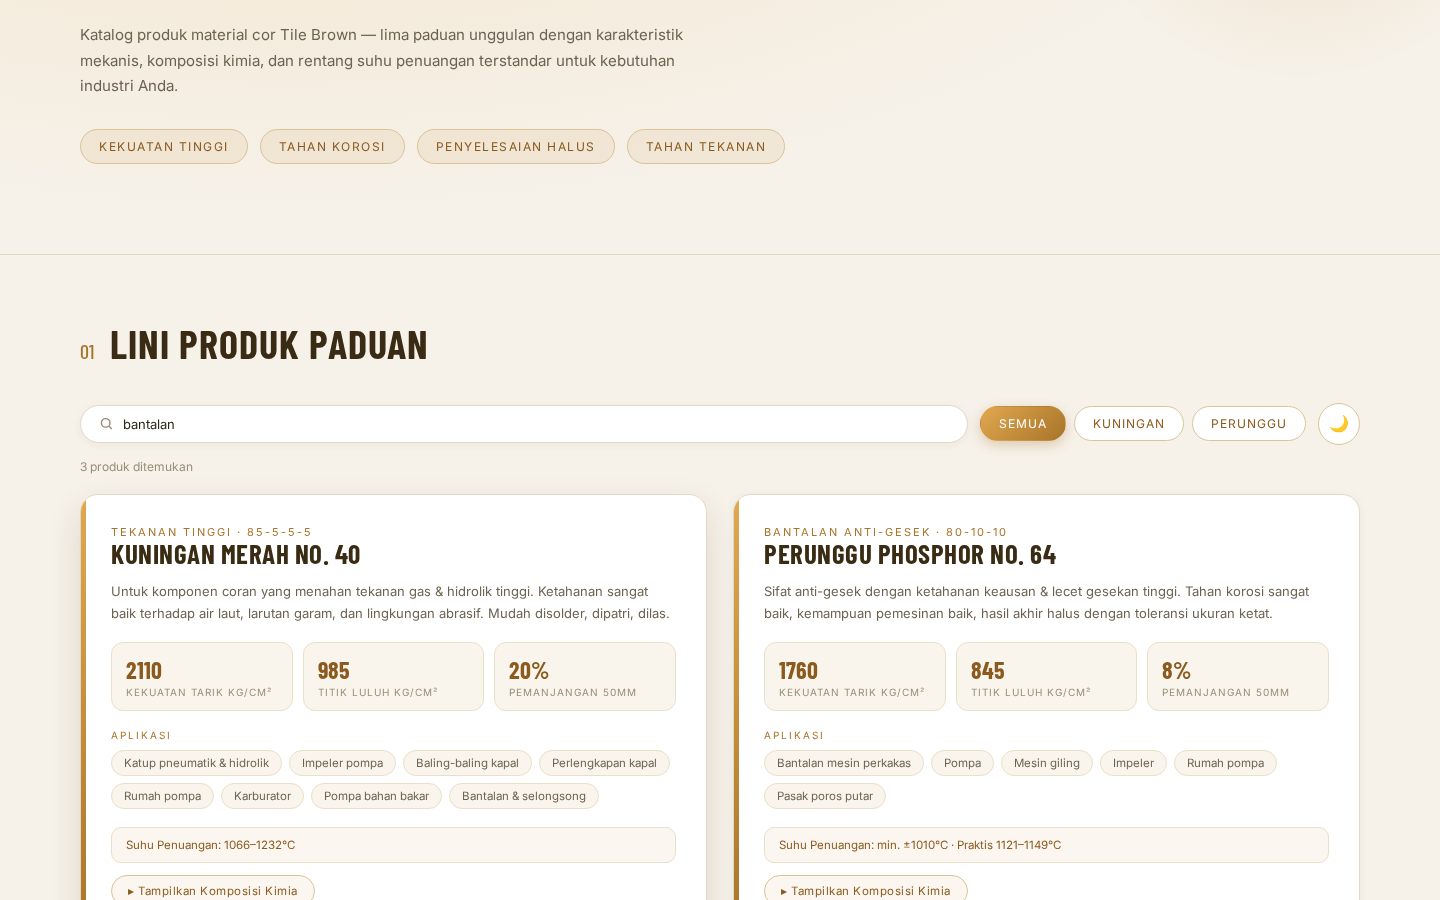 Katalog produk material cor Tile Brown — lima paduan unggulan dengan karakteristik
mekanis, komposisi kimia, dan rentang suhu penuangan terstandar untuk kebutuhan
industri Anda.
KEKUATAN TINGGI
TAHAN KOROSI
PENYELESAIAN HALUS
TAHAN TEKANAN
01 LINI PRODUK PADUAN
bantalan
SEMUA
KUNINGAN
PERUNGGU
3 produk ditemukan
TEKANAN TINGGI · 85-5-5-5
KUNINGAN MERAH NO. 40
Untuk komponen coran yang menahan tekanan gas & hidrolik tinggi. Ketahanan sangat
baik terhadap air laut, larutan garam, dan lingkungan abrasif. Mudah disolder, dipatri, dilas.
2110
KEKUATAN TARIK KG/CM²
985
TITIK LULUH KG/CM²
20%
PEMANJANGAN 50MM
APLIKASI
Katup pneumatik & hidrolik
Impeler pompa
Baling-baling kapal
Perlengkapan kapal
Rumah pompa
Karburator
Pompa bahan bakar
Bantalan & selongsong
Suhu Penuangan: 1066–1232°C
▸ Tampilkan Komposisi Kimia
BANTALAN ANTI-GESEK · 80-10-10
PERUNGGU PHOSPHOR NO. 64
Sifat anti-gesek dengan ketahanan keausan & lecet gesekan tinggi. Tahan korosi sangat
baik, kemampuan pemesinan baik, hasil akhir halus dengan toleransi ukuran ketat.
1760
KEKUATAN TARIK KG/CM²
845
TITIK LULUH KG/CM²
8%
PEMANJANGAN 50MM
APLIKASI
Bantalan mesin perkakas
Pompa
Mesin giling
Impeler
Rumah pompa
Pasak poros putar
Suhu Penuangan: min. ±1010°C · Praktis 1121–1149°C
▸ Tampilkan Komposisi Kimia